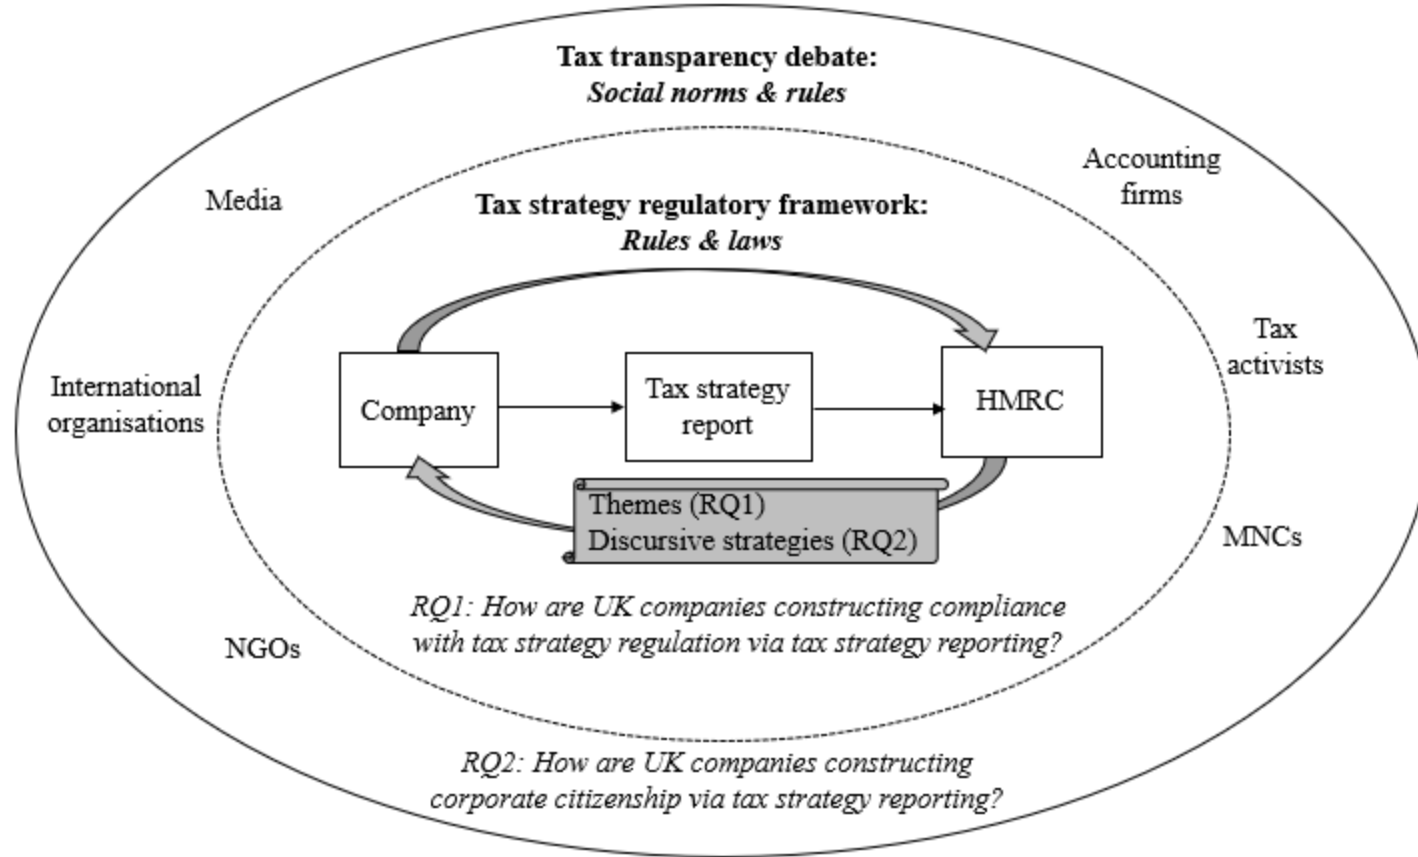 Tax transparency debate:
Social norms & rules
Accounting
firms
Media
Tax strategy regulatory framework:
Rules & laws
Tax
activists
International
organisations
Company
Tax strategy
report
HMRC
Themes (RQ1)
Discursive strategies (RQ2)
MNCs
RQ1: How are UK companies constructing compliance
with tax strategy regulation via tax strategy reporting?
NGOs
RQ2: How are UK companies constructing
corporate citizenship via tax strategy reporting?